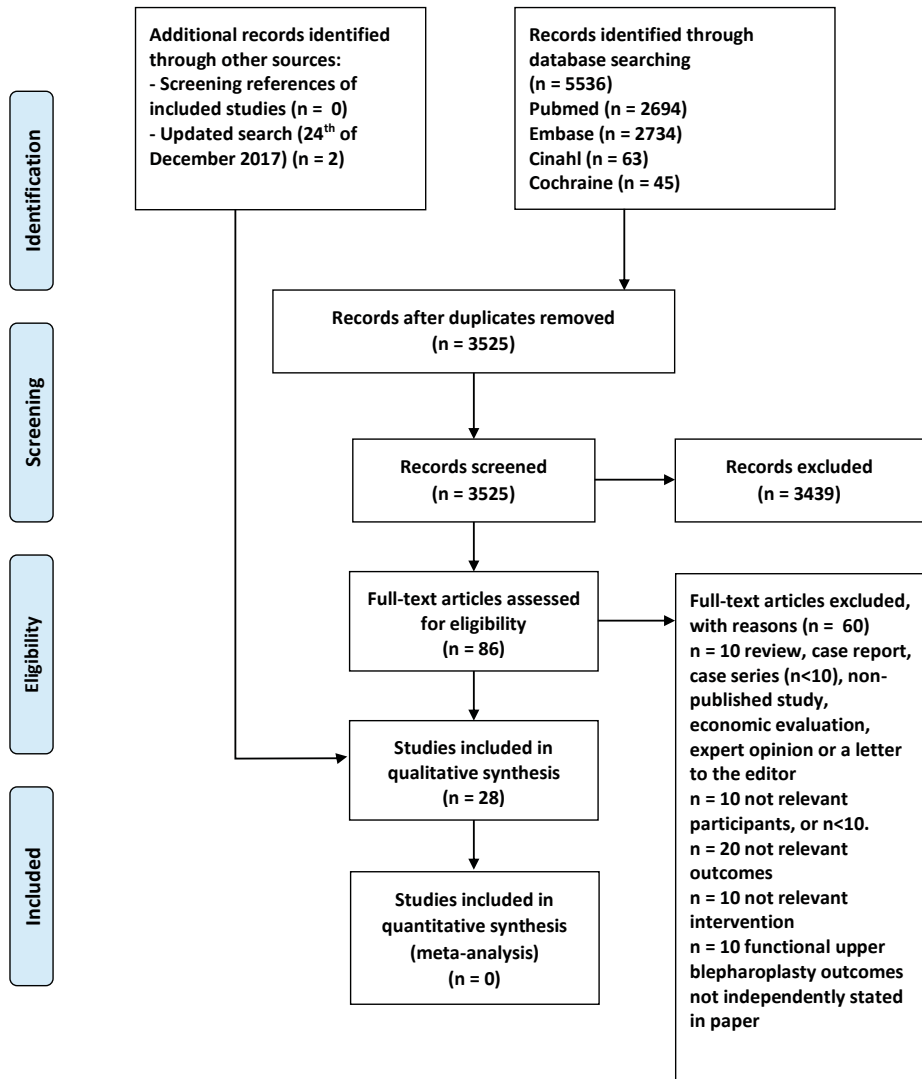 Additional records identified
through other sources:
- Screening references of
included studies (n = 0)
- Updated search (24th of
December 2017) (n = 2)
Records identified through
database searching
(n = 5536)
Pubmed = 2694)
Embase = 2734)
Cinahl (n = 63)
Cochraine (n = 45)
Identification
Records after duplicates removed
(n = 3525)
Screening
Records screened
(n = 3525)
Records excluded
(n = 3439)
Eligibility
Full-text articles assessed
for eligibility
(n = 86)
Full-text articles excluded,
with reasons (n = 60)
n = 10 review, case report,
case series (n<10), non-
published study,
economic evaluation,
expert opinion or a letter
to the editor
n = 10 not relevant
participants, or n<10.
n = 20 not relevant
outcomes
n = 10 not relevant
intervention
n = 10 functional upper
blepharoplasty outcomes
not independently stated
in paper
Studies included in
qualitative synthesis
(n = 28)
Included
Studies included in
quantitative synthesis
(meta-analysis)
(n = 0)